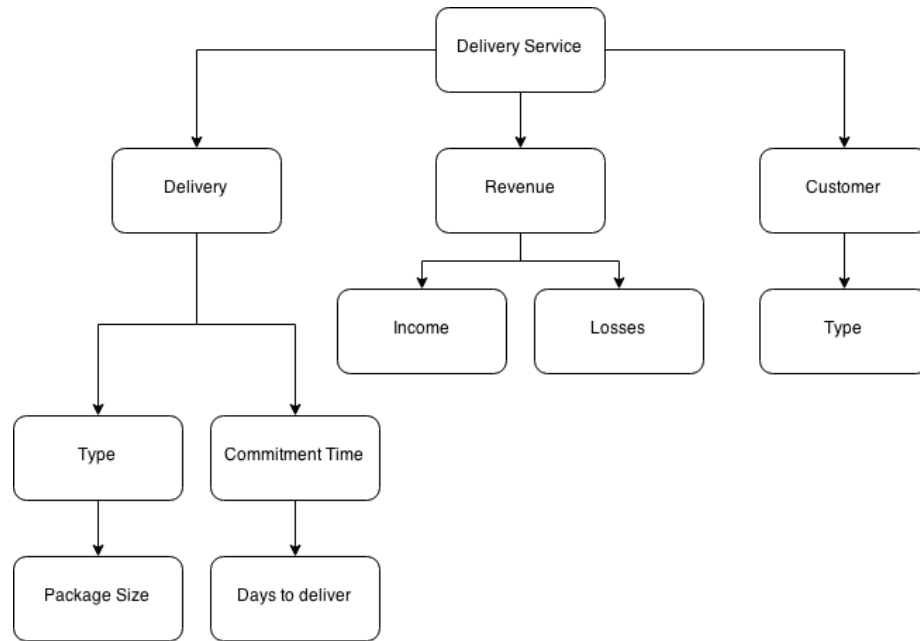 Delivery Service
Delivery
Revenue
Customer
Income
Losses
Type
Type
Commitment Time
Package Size
Days to deliver